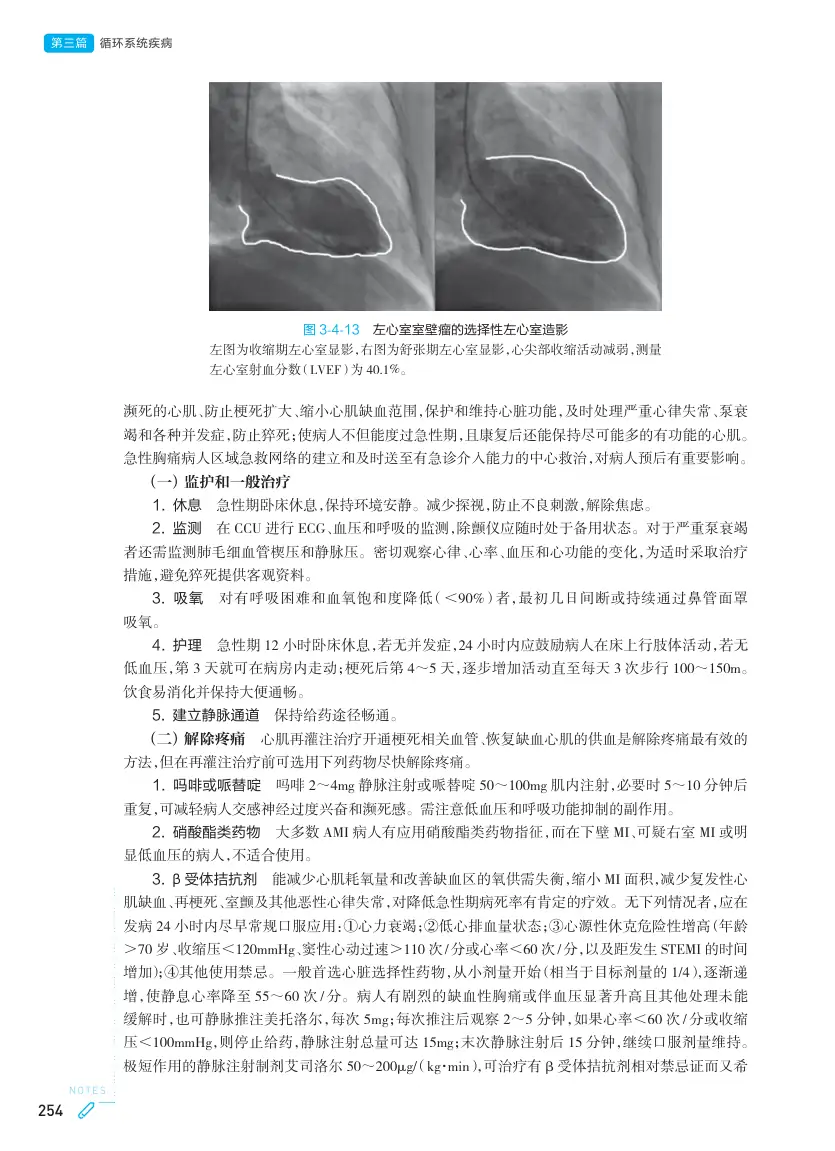 第三篇 循环系统疾病
图 3-4-13 左心室室壁瘤的选择性左心室造影
左图为收缩期左心室显影,右图为舒张期左心室显影,心尖部收缩活动减弱,测量
左心室射血分数(LVEF)为 40.1%。
濒死的心肌、防止梗死扩大、缩小心肌缺血范围,保护和维持心脏功能,及时处理严重心律失常、泵衰
竭和各种并发症,防止猝死;使病人不但能度过急性期,且康复后还能保持尽可能多的有功能的心肌。
急性胸痛病人区域急救网络的建立和及时送至有急诊介入能力的中心救治,对病人预后有重要影响。
(一)监护和一般治疗
1. 休息 急性期卧床休息,保持环境安静。减少探视,防止不良刺激,解除焦虑。
2. 监测 在 CCU 进行 ECG、血压和呼吸的监测,除颤仪应随时处于备用状态。对于严重泵衰竭
者还需监测肺毛细血管楔压和静脉压。密切观察心律、心率、血压和心功能的变化,为适时采取治疗
措施,避免猝死提供客观资料。
3. 吸氧 对有呼吸困难和血氧饱和度降低(<90%)者,最初几日间断或持续通过鼻管面罩
吸氧。
4. 护理 急性期 12 小时卧床休息,若无并发症,24 小时内应鼓励病人在床上行肢体活动,若无
低血压,第 3 天就可在病房内走动;梗死后第 4~5 天,逐步增加活动直至每天 3 次步行 100~150m。
饮食易消化并保持大便通畅。
5. 建立静脉通道 保持给药途径畅通。
(二)解除疼痛 心肌再灌注治疗开通梗死相关血管、恢复缺血心肌的供血是解除疼痛最有效的
方法,但在再灌注治疗前可选用下列药物尽快解除疼痛。
1. 吗啡或哌替啶 吗啡 2~4mg 静脉注射或哌替啶 50~100mg 肌内注射,必要时 5~10 分钟后
重复,可减轻病人交感神经过度兴奋和濒死感。需注意低血压和呼吸功能抑制的副作用。
2. 硝酸酯类药物 大多数 AMI 病人有应用硝酸酯类药物指征,而在下壁 MI、可疑右室 MI 或明
显低血压的病人,不适合使用。
3. β 受体拮抗剂 能减少心肌耗氧量和改善缺血区的氧供需失衡,缩小 MI 面积,减少复发性心
肌缺血、再梗死、室颤及其他恶性心律失常,对降低急性期病死率有肯定的疗效。无下列情况者,应在
发病 24 小时内尽早常规口服应用:①心力衰竭;②低心排血量状态;③心源性休克危险性增高(年龄
>70 岁、收缩压<120mmHg、窦性心动过速>110 次/分或心率<60 次/分,以及距发生 STEMI 的时间
增加);④其他使用禁忌。一般首选心脏选择性药物,从小剂量开始(相当于目标剂量的 1/4),逐渐递
增,使静息心率降至 55~60 次/分。病人有剧烈的缺血性胸痛或伴血压显著升高且其他处理未能
缓解时,也可静脉推注美托洛尔,每次 5mg;每次推注后观察 2~5 分钟,如果心率<60 次/分或收缩
压<100mmHg,则停止给药,静脉注射总量可达 15mg;末次静脉注射后 15 分钟,继续口服剂量维持。
极短作用的静脉注射制剂艾司洛尔 50~200μg/(kg·min),可治疗有 β 受体拮抗剂相对禁忌证而又希
NOTES
254